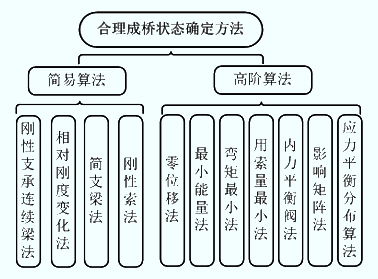 合理成桥状态确定方法
简易算法
高阶算法
刚性支承连续梁法
相对刚度变化法
简支梁法
刚性索法
零位移法
最小能量法
弯矩最小法
用索量最小法
内力平衡阀法
影响矩阵法
应力平衡分布算法